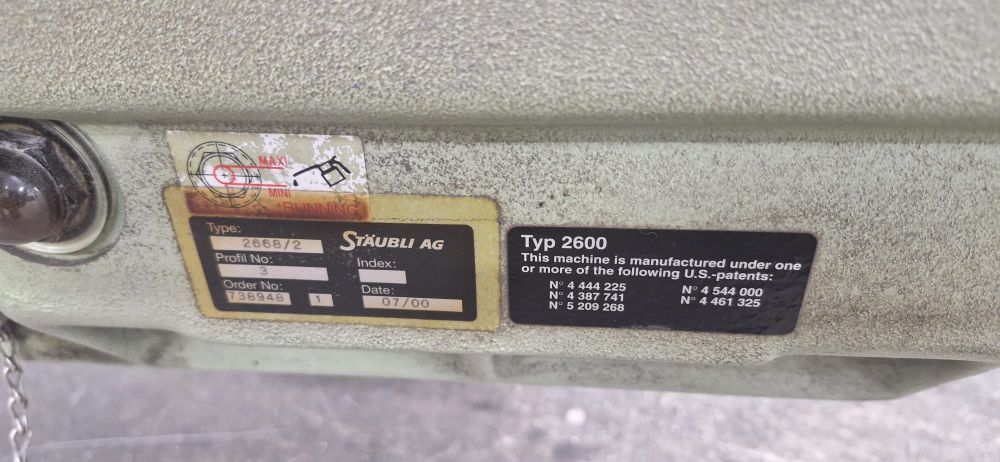 MAXI
MINI
RUNNING
Type:
2668/2
STÄUBLI AG
Profil No:
3
Index:
Order No:
738948 1
Date:
07/00
Typ 2600
This machine is manufactured under one
or more of the following U.S.-patents:
N° 4 444 225 N° 4 544 000
N° 4 387 741 N° 4 461 325
N° 5 209 268